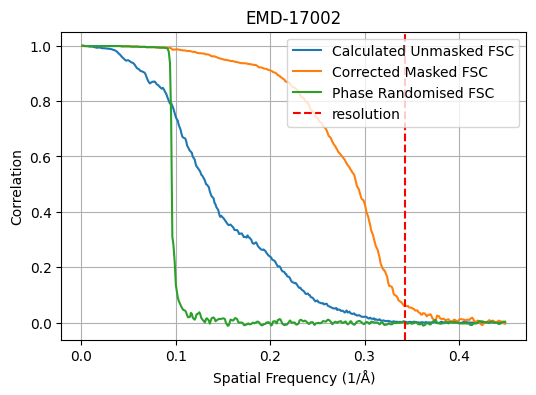 EMD-17002
Calculated Unmasked FSC
Corrected Masked FSC
Phase Randomised FSC
resolution
Correlation
1.0
0.8
0.6
0.4
0.2
0.0
0.0 0.1 0.2 0.3 0.4
Spatial Frequency (1/Å)